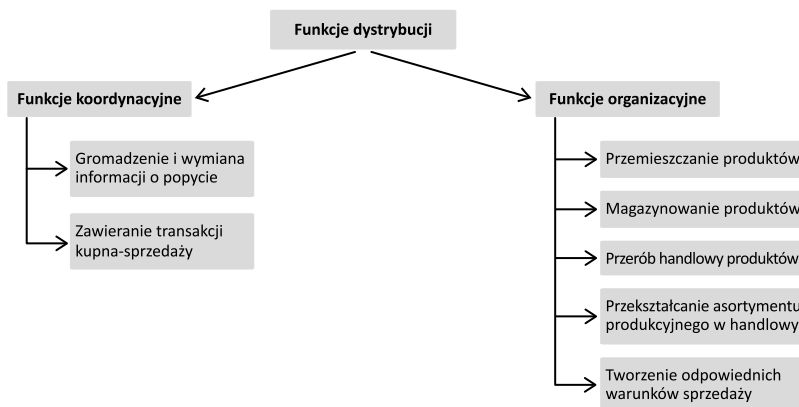 Funkcje dystrybucji
Funkcje koordynacyjne
Gromadzenie i wymiana
informacji o popycie
Zawieranie transakcji
kupna-sprzedaży
Funkcje organizacyjne
Przemieszczanie produktów
Magazynowanie produktów
Przerób handlowy produktów
Przekształcanie asortymentu
produkcyjnego w handlowy
Tworzenie odpowiednich
warunków sprzedaży